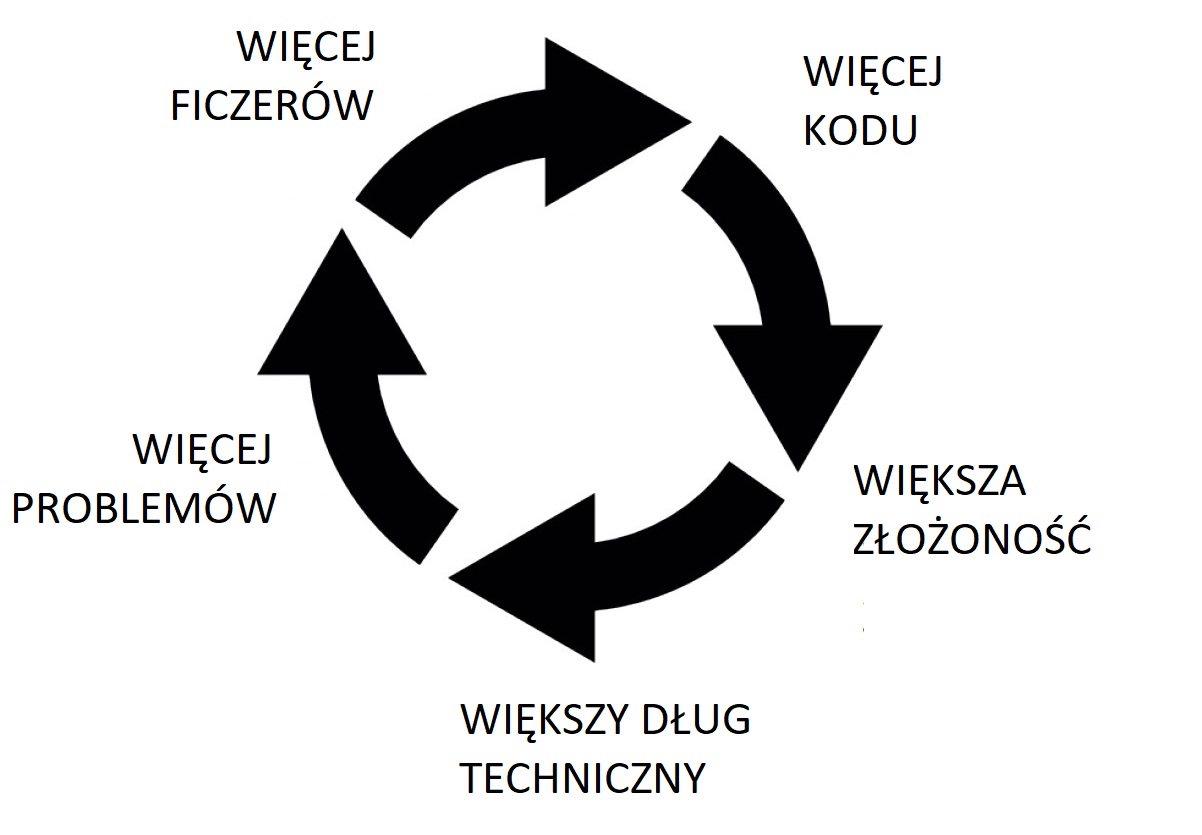 WIĘCEJ
FICZERÓW
WIĘCEJ
KODU
WIĘKSZA
ZŁOŻONOŚĆ
WIĘKSZY DŁUG
TECHNICZNY
WIĘCEJ
PROBLEMÓW